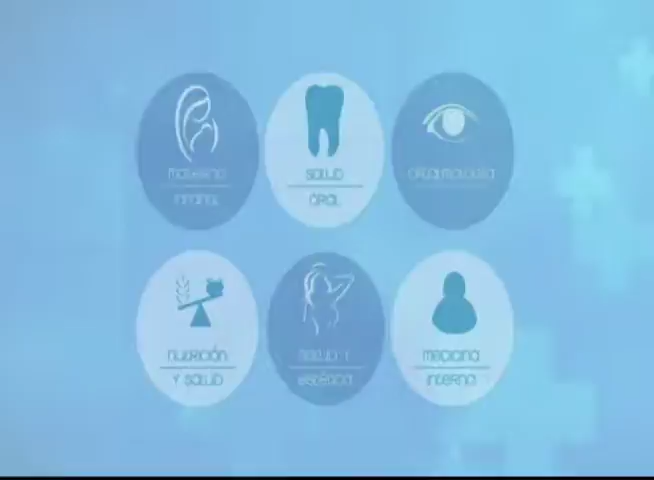 materno
infantil
salud
oral
oftalmología
nutrición
y salud
salud y
estética
medicina
interna